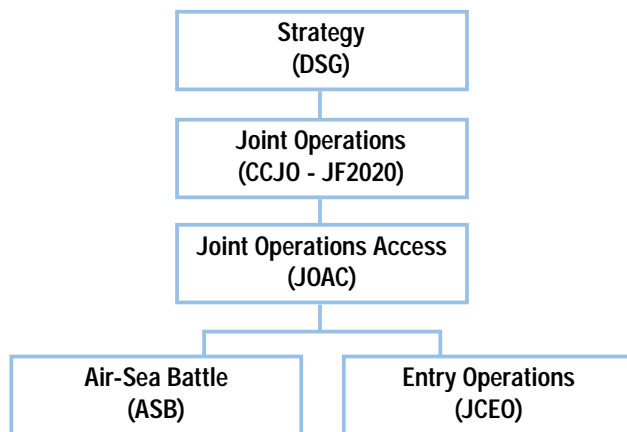 Strategy
(DSG)
Joint Operations
(CCJO - JF2020)
Joint Operations Access
(JOAC)
Air-Sea Battle
(ASB)
Entry Operations
(JCEO)